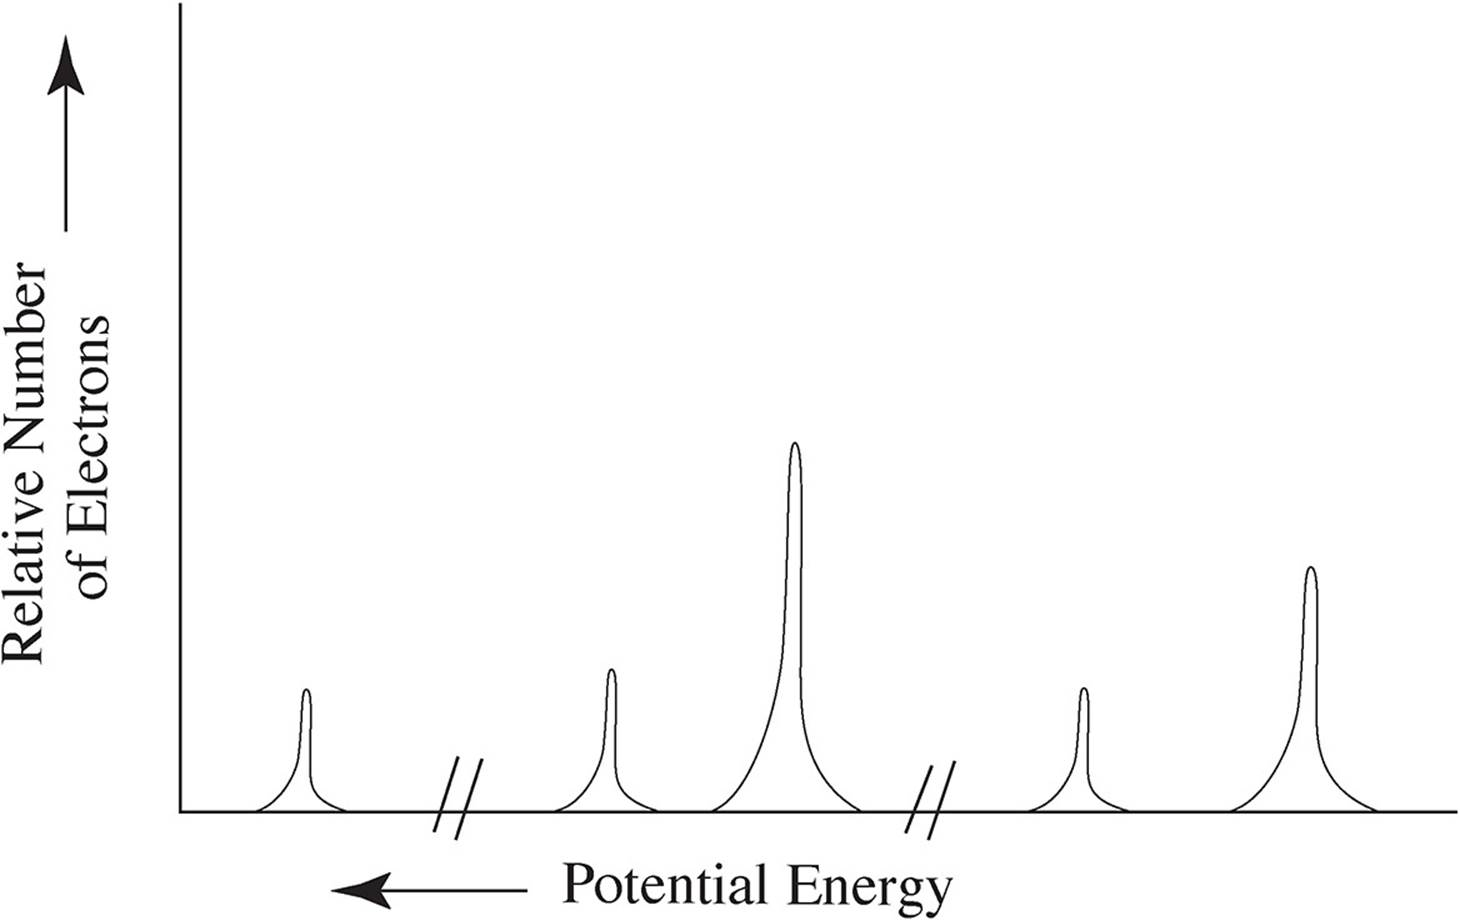 Relative Number
of Electrons
Potential Energy